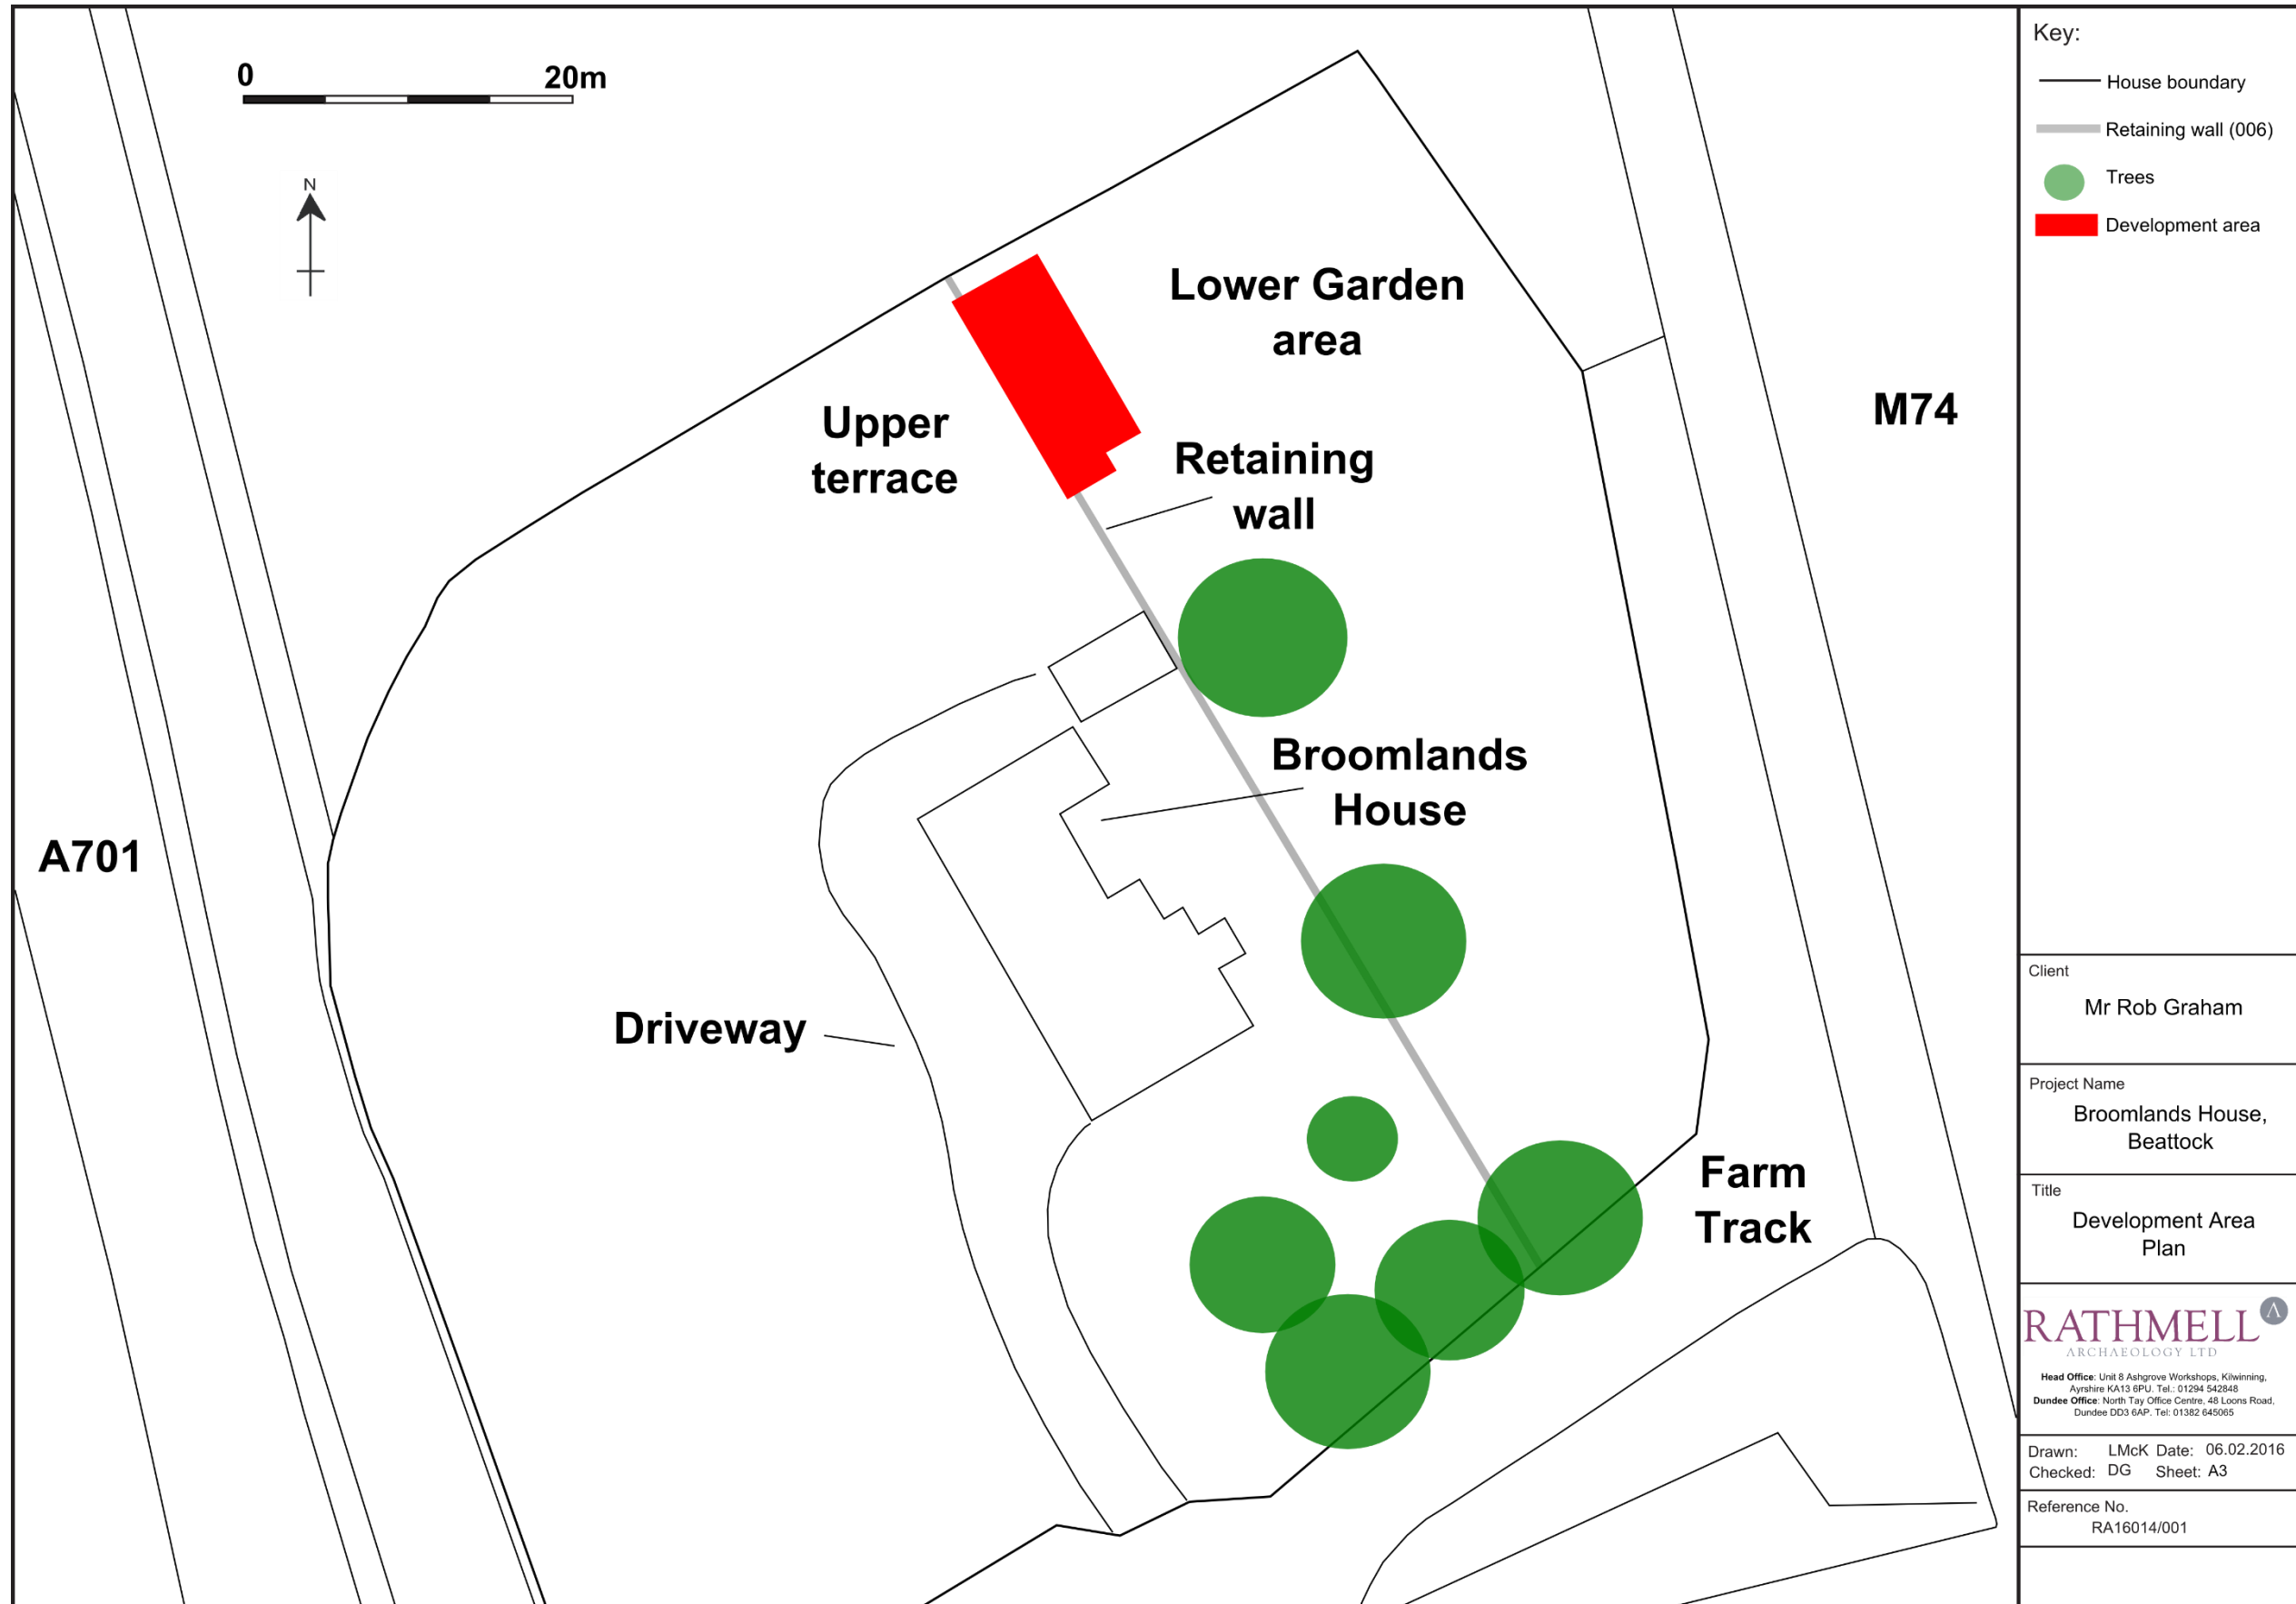 0 20m
N
Lower Garden
area
Upper
terrace
Retaining
wall
M74
Broomlands
House
A701
Driveway
Farm
Track
Key:
House boundary
Retaining wall (006)
Trees
Development area
Client
Mr Rob Graham
Project Name
Broomlands House,
Beattock
Title
Development Area
Plan
RATHMELL Λ
ARCHAEOLOGY LTD
Head Office: Unit 8 Ashgrove Workshops, Kilwinning,
Ayrshire KA13 6PU. Tel.: 01294 542848
Dundee Office: North Tay Office Centre, 48 Loons Road,
Dundee DD3 6AP. Tel: 01382 645065
Drawn: LMcK Date: 06.02.2016
Checked: DG Sheet: A3
Reference No.
RA16014/001